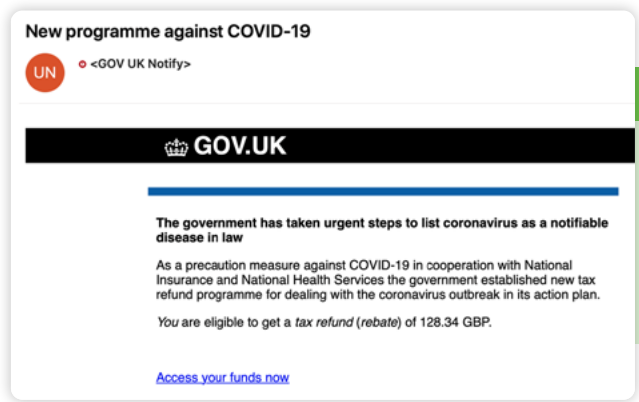 New programme against COVID-19
UN
<GOV UK Notify>
GOV.UK
The government has taken urgent steps to list coronavirus as a notifiable
disease in law
As a precaution measure against COVID-19 in cooperation with National
Insurance and National Health Services the government established new tax
refund programme for dealing with the coronavirus outbreak in its action plan.
You are eligible to get a tax refund (rebate) of 128.34 GBP.
Access your funds now